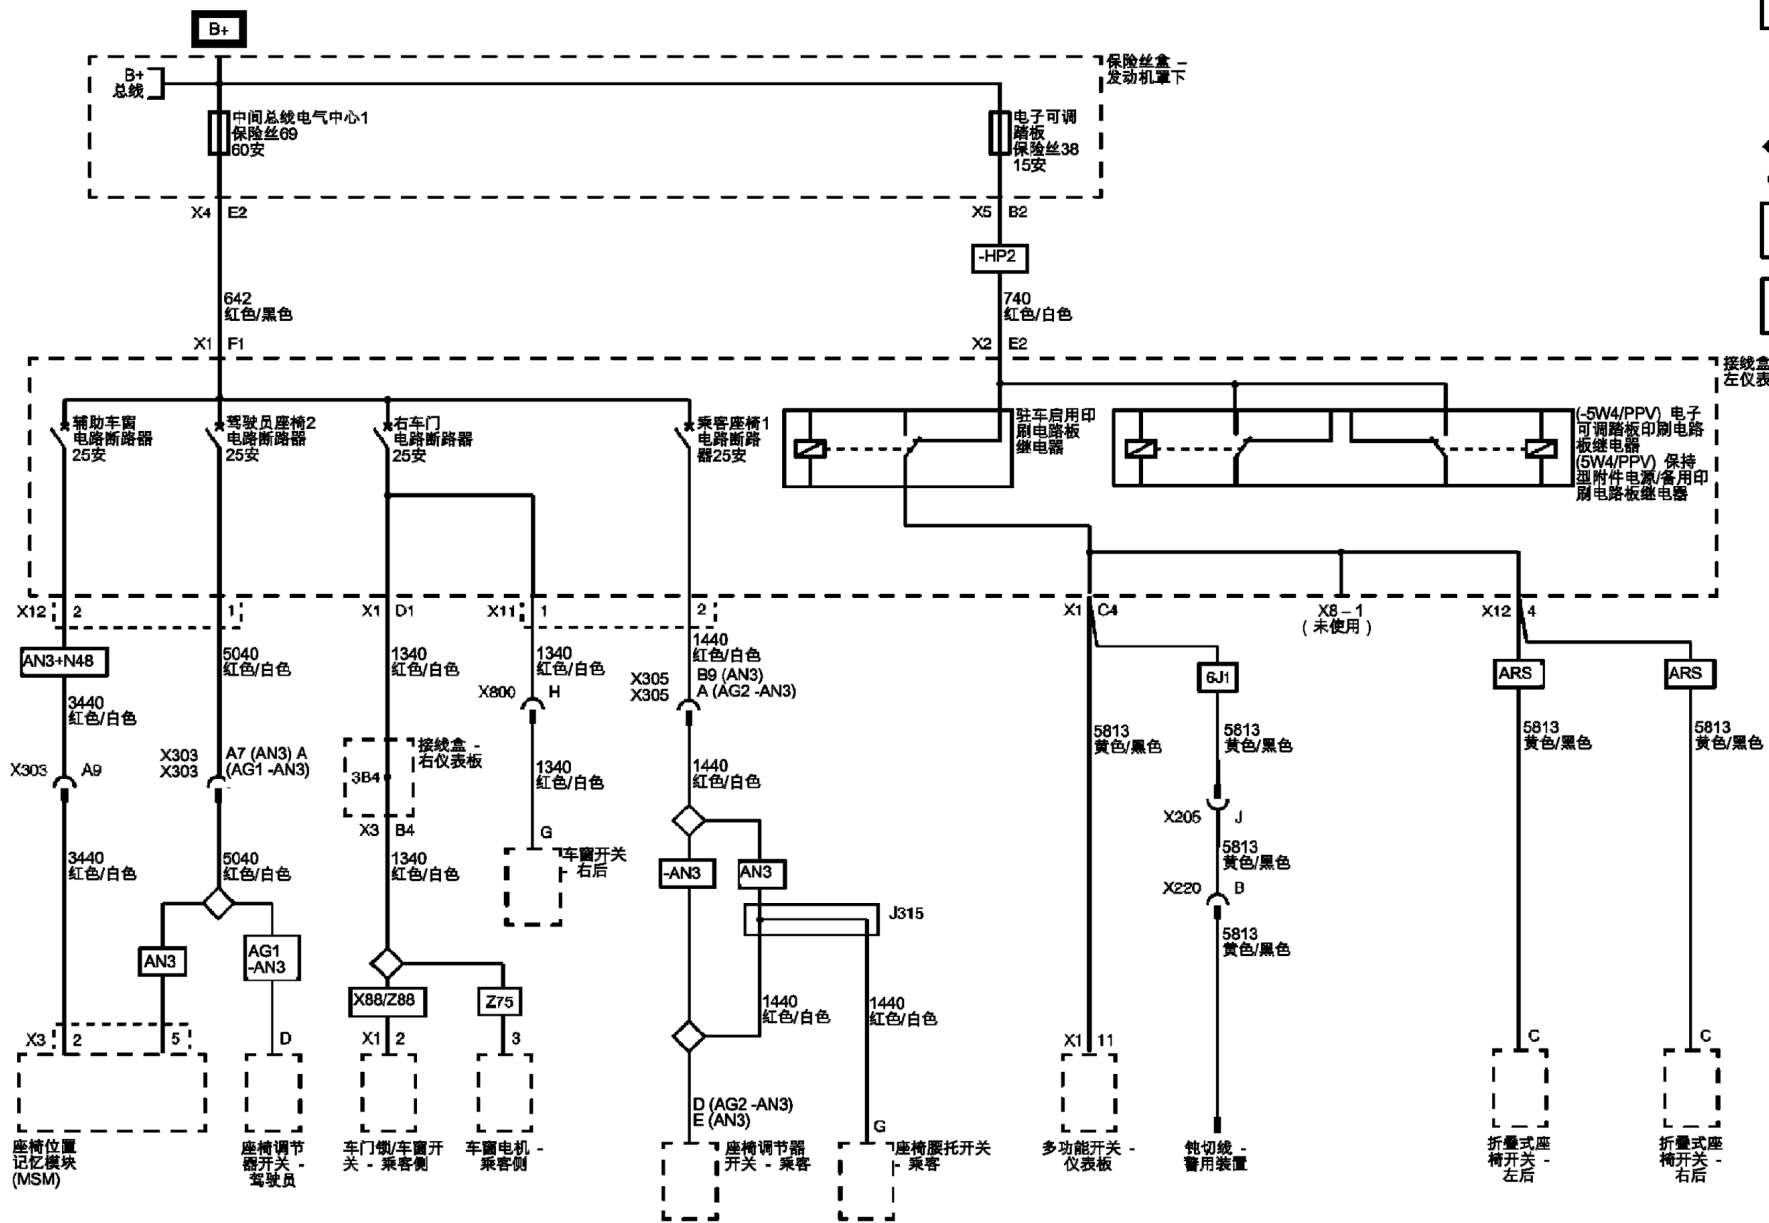 B+
B+
总线
保险丝盒 -
发动机罩下
中间总线电气中心1
保险丝69
60安
电子可调
踏板
保险丝38
15安
X4 E2
X5 B2
-HP2
642
红色/黑色
740
红色/白色
X1 F1
X2 E2
接线盒
左仪表
辅助车窗
电路断路器
25安
驾驶员座椅2
电路断路器
25安
右车门
电路断路器
25安
乘客座椅1
电路断路
器25安
驻车启用印
刷电路板
继电器
(-5W4/PPV) 电子
可调踏板印刷电路
板继电器
(5W4/PPV) 保持
型附件电源/备用印
刷电路板继电器
X12 2
1
X1 D1
X11 1
2
X1 C4
X8-1
( 未使用 )
X12 4
AN3+N48
5040
红色/白色
1340
红色/白色
1340
红色/白色
1440
红色/白色
X305 B9 (AN3)
X305 A (AG2 -AN3)
6J1
ARS
ARS
3440
红色/白色
X800 H
5813
黄色/黑色
5813
黄色/黑色
5813
黄色/黑色
5813
黄色/黑色
X303 A9
X303 A7 (AN3) A
X303 (AG1 -AN3)
接线盒 -
右仪表板
3B4
1340
红色/白色
1440
红色/白色
X205 J
X3 B4
G
3440
红色/白色
5040
红色/白色
1340
红色/白色
车窗开关
- 右后
-AN3
AN3
5813
黄色/黑色
X220 B
J315
5813
黄色/黑色
AN3
AG1
-AN3
X88/Z88
Z75
1440
红色/白色
1440
红色/白色
X3 2
5
D
X1 2
3
X1 11
C
C
D (AG2 -AN3)
E (AN3)
G
座椅位置
记忆模块
(MSM)
座椅调节
器开关 -
驾驶员
车门锁/车窗开
关 - 乘客侧
车窗电机 -
乘客侧
座椅调节器
开关 - 乘客
座椅腰托开关
- 乘客
多功能开关 -
仪表板
钝切线 -
警用装置
折叠式座
椅开关 -
左后
折叠式座
椅开关 -
右后